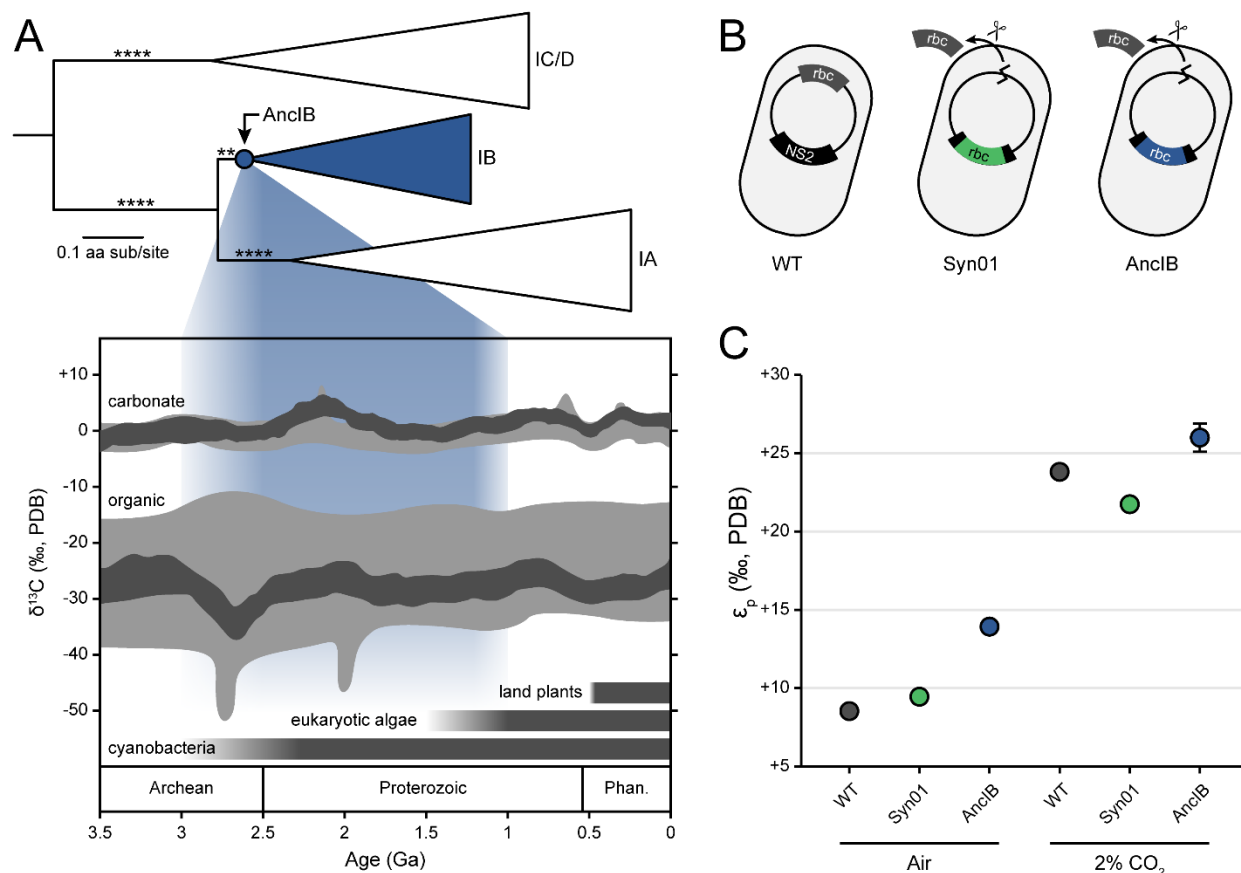 A
****
IC/D
AncIB
**
IB
****
0.1 aa sub/site
****
IA
+10
carbonate
0
-10
organic
-20
δ¹³C (‰, PDB)
-30
-40
land plants
-50
eukaryotic algae
cyanobacteria
Archean
Proterozoic
Phan.
3.5
3
2.5
2
1
0.5
0
Age (Ga)
B
rbc
NS2
WT
rbc
rbc
Syn01
rbc
rbc
AncIB
C
+30
+25
+20
+15
+10
+5
εp (‰, PDB)
WT
Syn01
AncIB
WT
Syn01
AncIB
Air
2% CO₂